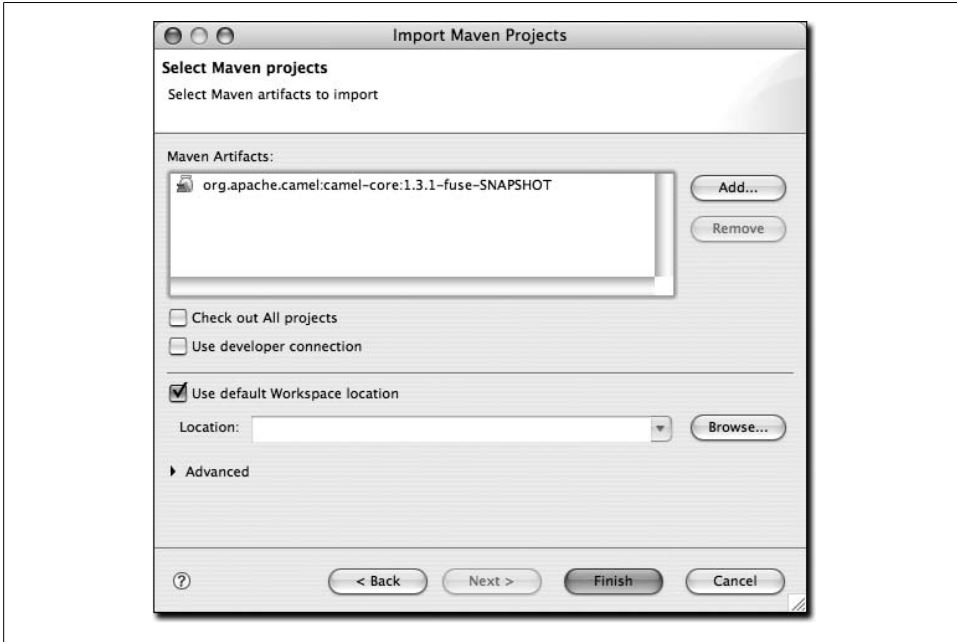 Import Maven Projects
Select Maven projects
Select Maven artifacts to import
Maven Artifacts:
org.apache.camel:camel-core:1.3.1-fuse-SNAPSHOT
Add...
Remove
Check out All projects
Use developer connection
Use default Workspace location
Location:
Browse...
Advanced
?
< Back
Next >
Finish
Cancel